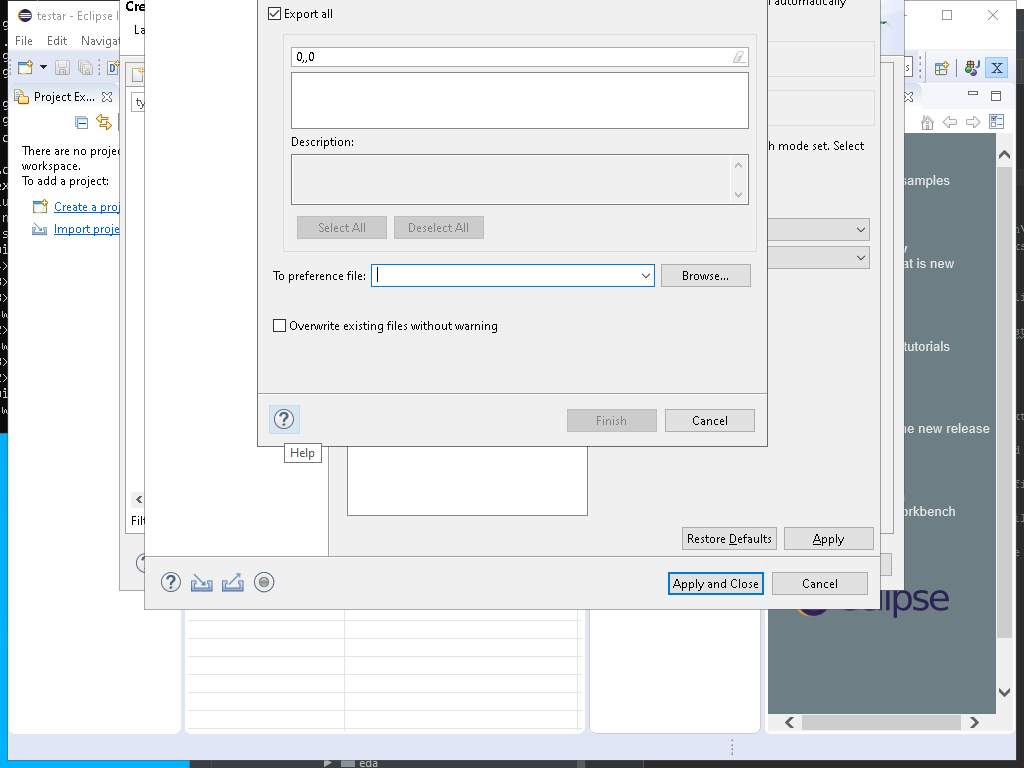 testar - Eclipse
Cre
La
File Edit Navigat
Export all
automatically
0,,0
Project Ex...
ty
X
Description:
h mode set. Select
There are no proje
workspace.
To add a project:
Create a proj
Import proje
samples
Select All Deselect All
at is new
To preference file:
Browse...
Overwrite existing files without warning
tutorials
Finish Cancel
ne new release
Help
orkbench
Filt
Restore Defaults Apply
Apply and Close Cancel
eclipse
eda